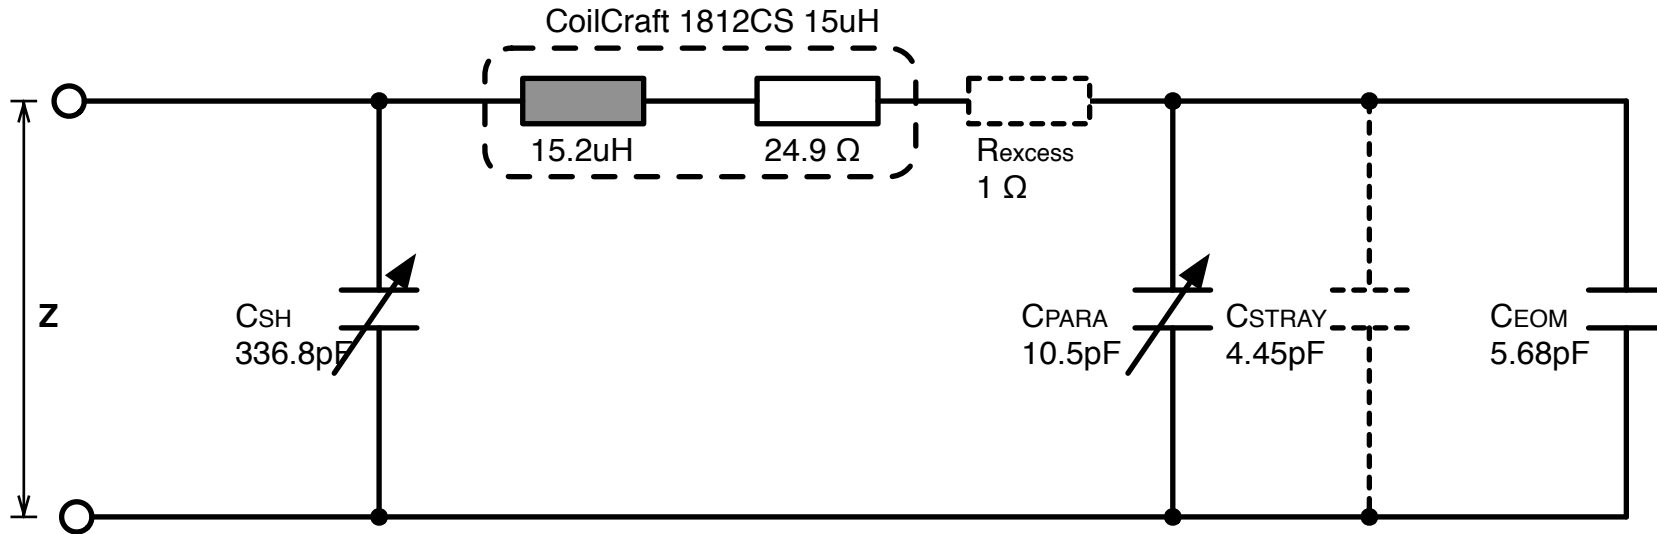 CoilCraft 1812CS 15uH
15.2uH
24.9 Ω
Rexcess
1 Ω
Z
CSH
336.8pF
CPARA
10.5pF
CSTRAY
4.45pF
CEOM
5.68pF